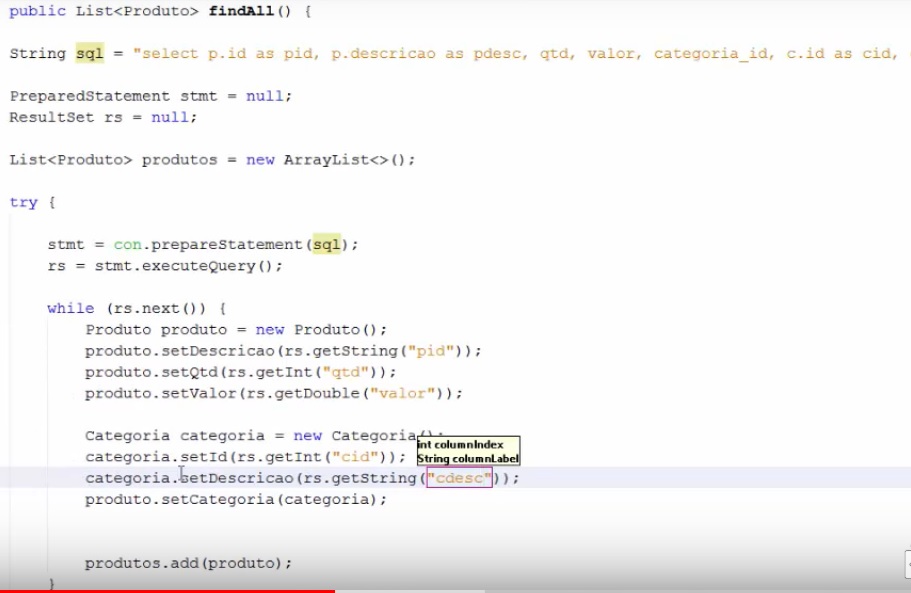 public List<Produto> findAll() {
String sql = "select p.id as pid, p.descricao as pdesc, qtd, valor, categoria_id, c.id as cid,
PreparedStatement stmt = null;
ResultSet rs = null;
List<Produto> produtos = new ArrayList<>();
try {
stmt = con.prepareStatement(sql);
rs = stmt.executeQuery();
while (rs.next()) {
Produto produto = new Produto();
produto.setDescricao(rs.getString("pid"));
produto.setQtd(rs.getInt("qtd"));
produto.setValor(rs.getDouble("valor"));
Categoria categoria = new Categoria();
int columnIndex
categoria.setId(rs.getInt("cid"));
String columnLabel
categoria.setDescricao(rs.getString("cdesc"));
produto.setCategoria(categoria);
produtos.add(produto);
}